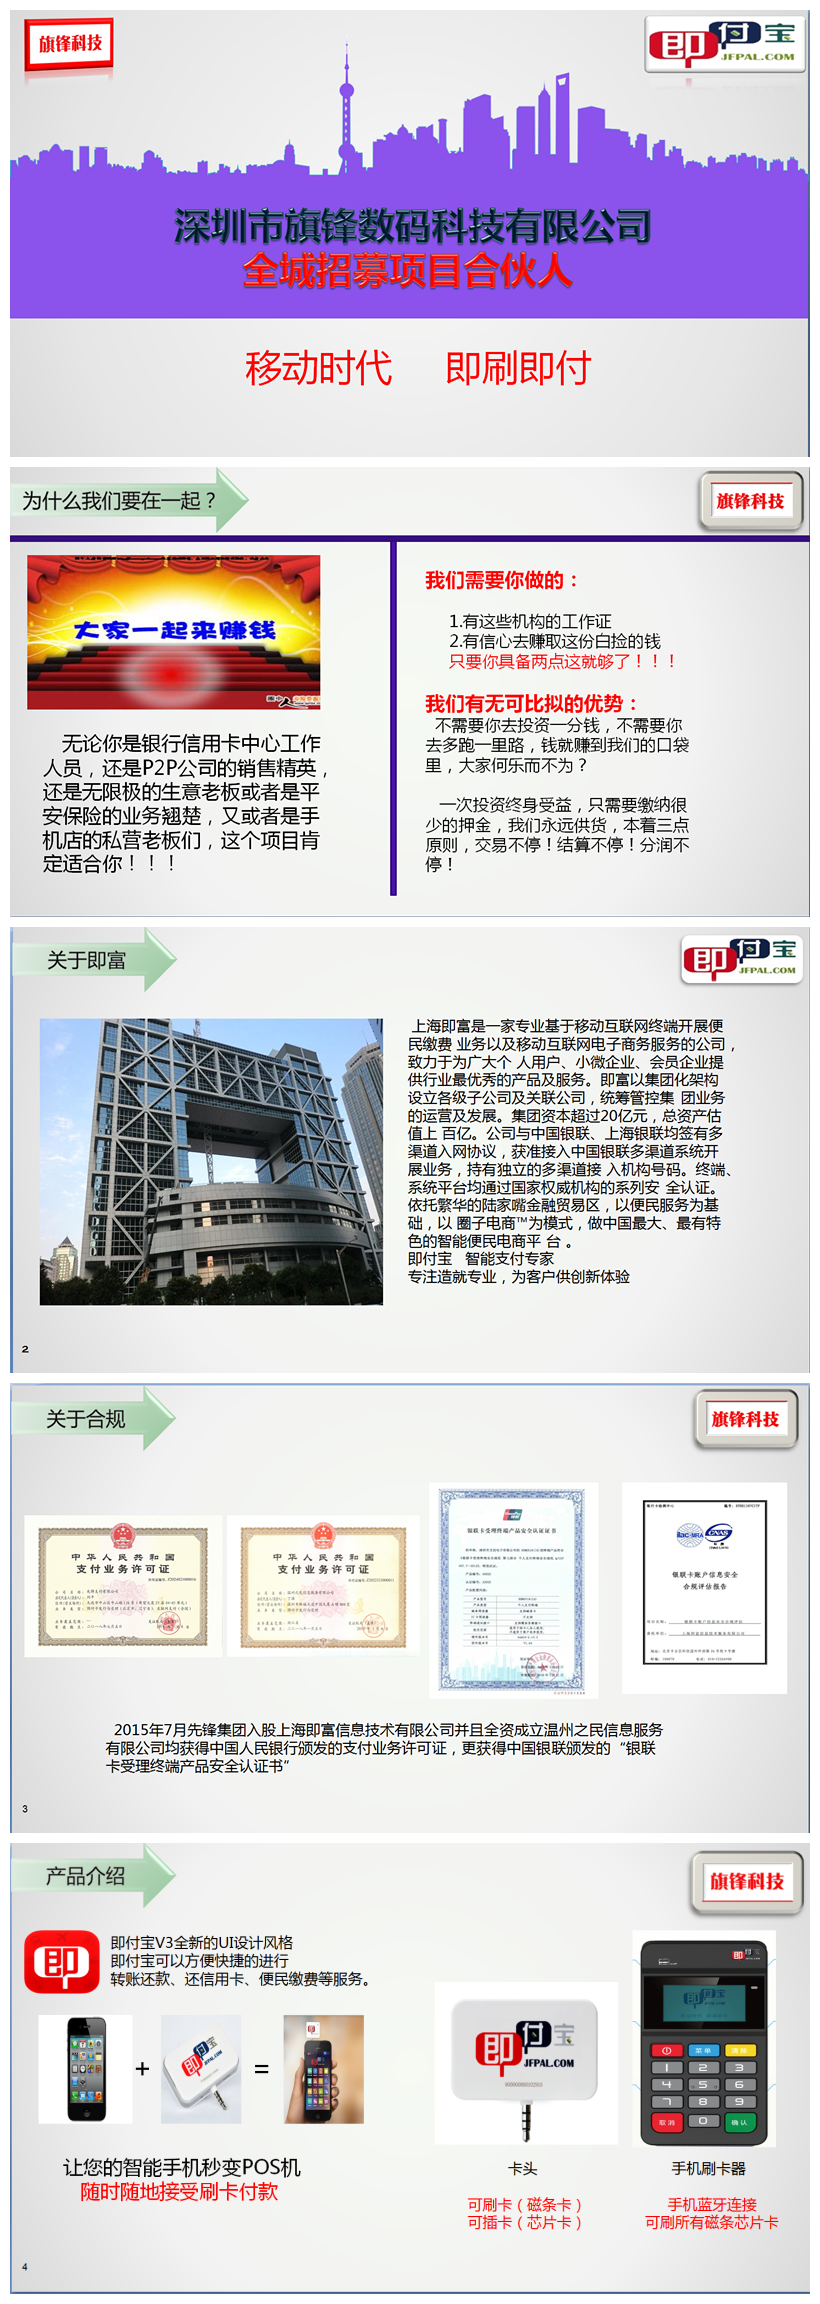 旗锋科技
即付宝
JFPAL.COM
深圳市旗锋数码科技有限公司
全城招募项目合伙人
移动时代 即刷即付
为什么我们要在一起？
旗锋科技
大家一起来赚钱
无论你是银行信用卡中心工作
人员，还是P2P公司的销售精英，
还是无限极的生意老板或者是平
安保险的业务翘楚，又或者是手
机店的私营老板们，这个项目肯
定适合你！！！
我们需要你做的：
1.有这些机构的工作证
2.有信心去赚取这份白捡的钱
只要你具备两点这就够了！！！
我们有无可比拟的优势：
不需要你去投资一分钱，不需要你
去多跑一里路，钱就赚到我们的口袋
里，大家何乐而不为？
一次投资终身受益，只需要缴纳很
少的押金，我们永远供货，本着三点
原则，交易不停！结算不停！分润不
停！
关于即富
即付宝
JFPAL.COM
上海即富是一家专业基于移动互联网终端开展便
民缴费 业务以及移动互联网电子商务服务的公司，
致力于为广大个 人用户、小微企业、会员企业提
供行业最优秀的产品及服务。即富以集团化架构
设立各级子公司及关联公司，统筹管控集 团业务
的运营及发展。集团资本超过20亿元，总资产估
值上 百亿。公司与中国银联、上海银联均签有多
渠道入网协议，获准接入中国银联多渠道系统开
展业务，持有独立的多渠道接 入机构号码。终端、
系统平台均通过国家权威机构的系列安 全认证。
依托繁华的陆家嘴金融贸易区，以便民服务为基
础，以 圈子电商™为模式，做中国最大、最有特
色的智能便民电商平 台 。
即付宝 智能支付专家
专注造就专业，为客户供创新体验
2
关于合规
旗锋科技
中华人民共和国
支付业务许可证
中华人民共和国
支付业务许可证
银联卡受理终端产品安全认证证书
银联卡账户信息安全
合规评估报告
2015年7月先锋集团入股上海即富信息技术有限公司并且全资成立温州之民信息服务
有限公司均获得中国人民银行颁发的支付业务许可证，更获得中国银联颁发的“银联
卡受理终端产品安全认证书”
3
产品介绍
旗锋科技
即
即付宝V3全新的UI设计风格
即付宝可以方便快捷的进行
转账还款、还信用卡、便民缴费等服务。
+
=
即付宝
JFPAL.COM
即付宝
JFPAL.COM
菜单
清除
1 2 3
4 5 6
7 8 9
取消 0 确认
让您的智能手机秒变POS机
随时随地接受刷卡付款
卡头
可刷卡（磁条卡）
可插卡（芯片卡）
手机刷卡器
手机蓝牙连接
可刷所有磁条芯片卡
4